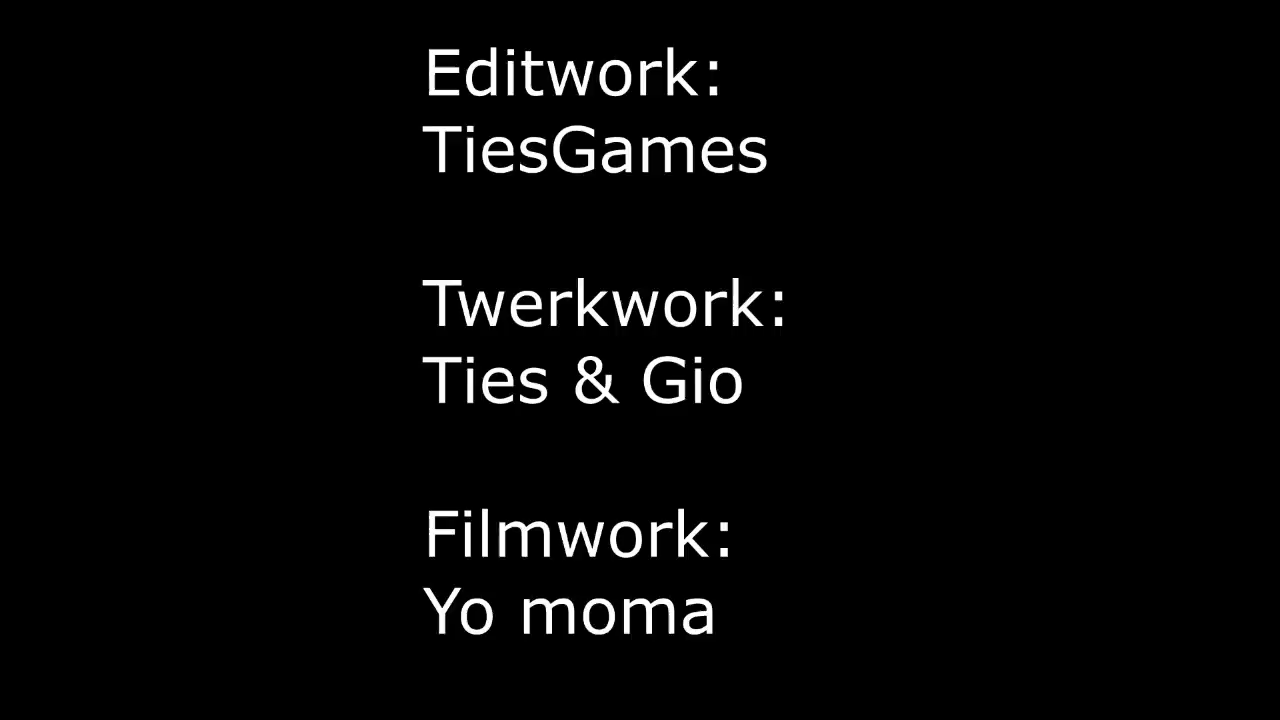 Editwork:
TiesGames
Twerkwork:
Ties & Gio
Filmwork:
Yo moma